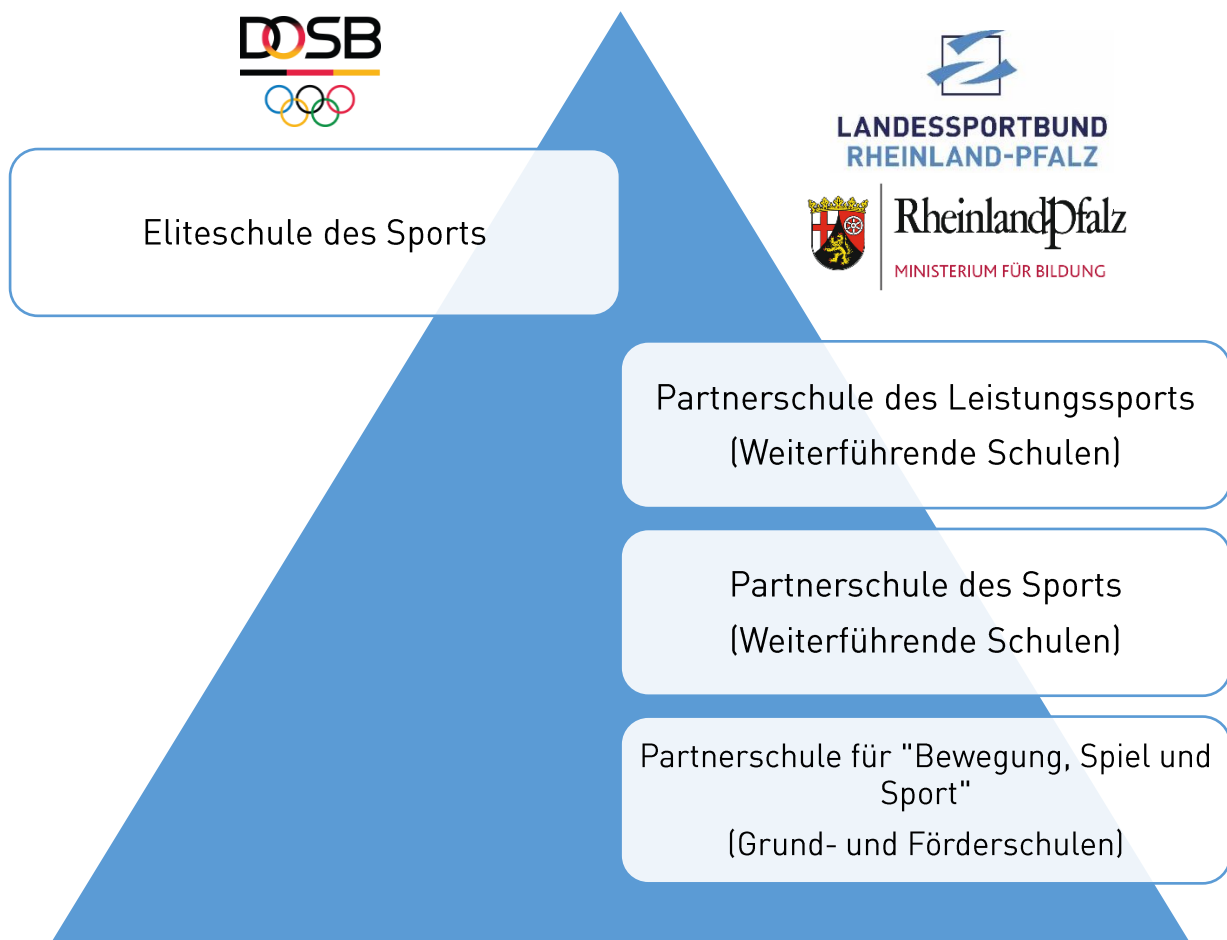 DOSB
LANDESSPORTBUND
RHEINLAND-PFALZ
RheinlandPfalz
MINISTERIUM FÜR BILDUNG
Eliteschule des Sports
Partnerschule des Leistungssports
(Weiterführende Schulen)
Partnerschule des Sports
(Weiterführende Schulen)
Partnerschule für "Bewegung, Spiel und
Sport"
(Grund- und Förderschulen)